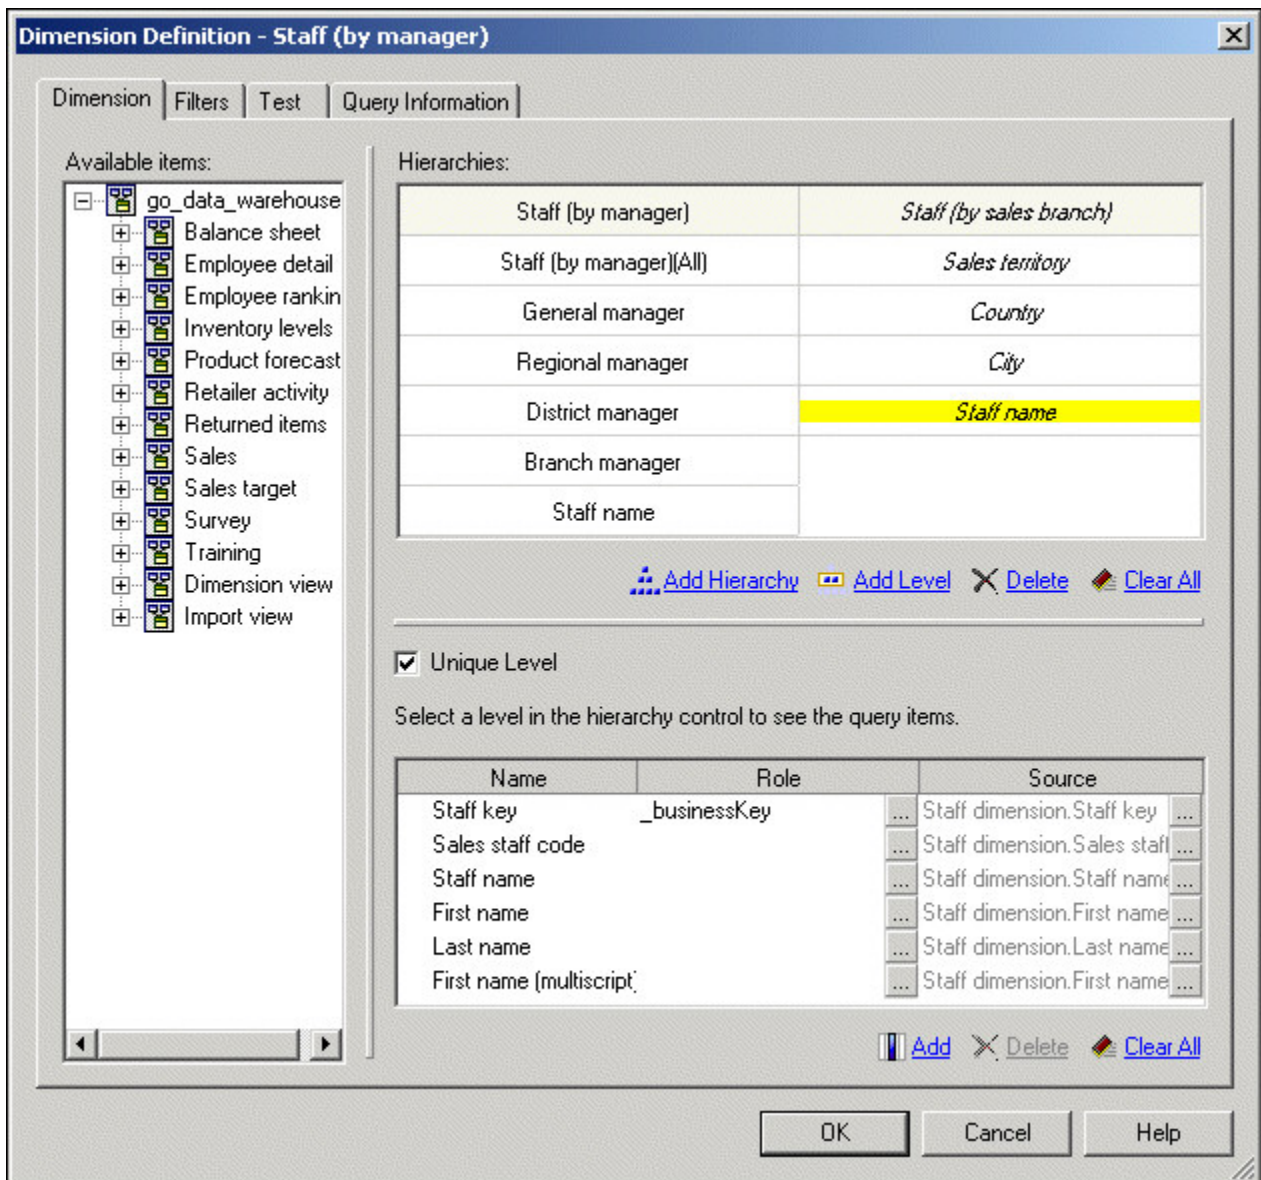 Dimension Definition - Staff (by manager)
Dimension Filters Test Query Information
Available items:
go_data_warehouse
Balance sheet
Employee detail
Employee rankin
Inventory levels
Product forecast
Retailer activity
Returned items
Sales
Sales target
Survey
Training
Dimension view
Import view
Hierarchies:
Staff (by manager) Staff (by sales branch)
Staff (by manager)(All) Sales territory
General manager Country
Regional manager City
District manager Staff name
Branch manager
Staff name
Add Hierarchy Add Level Delete Clear All
Unique Level
Select a level in the hierarchy control to see the query items.
Name Role Source
Staff key _businessKey ... Staff dimension.Staff key ...
Sales staff code ... Staff dimension.Sales staff ...
Staff name ... Staff dimension.Staff name ...
First name ... Staff dimension.First name ...
Last name ... Staff dimension.Last name ...
First name (multiscript) ... Staff dimension.First name ...
Add Delete Clear All
OK Cancel Help